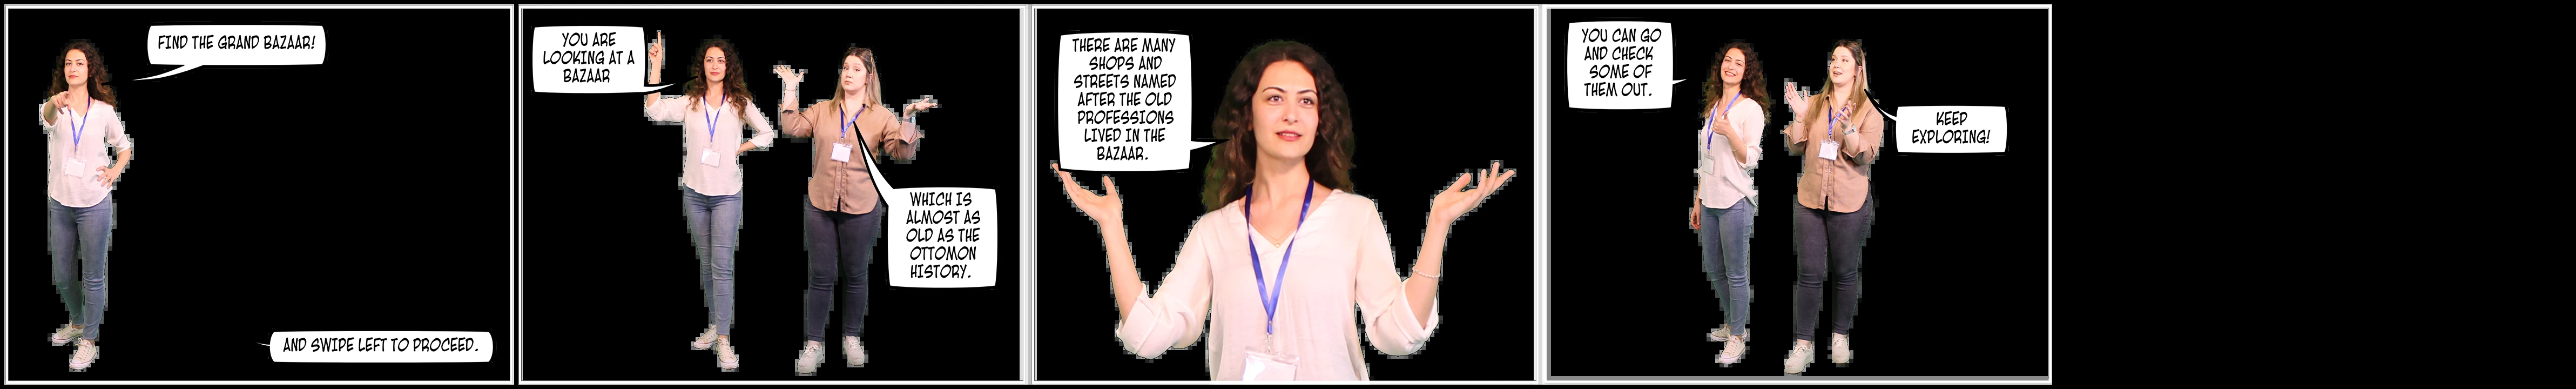 FIND THE GRAND BAZAAR!
AND SWIPE LEFT TO PROCEED.
YOU ARE
LOOKING AT A
BAZAAR
WHICH IS
ALMOST AS
OLD AS THE
OTTOMON
HISTORY.
THERE ARE MANY
SHOPS AND
STREETS NAMED
AFTER THE OLD
PROFESSIONS
LIVED IN THE
BAZAAR.
YOU CAN GO
AND CHECK
SOME OF
THEM OUT.
KEEP
EXPLORING!